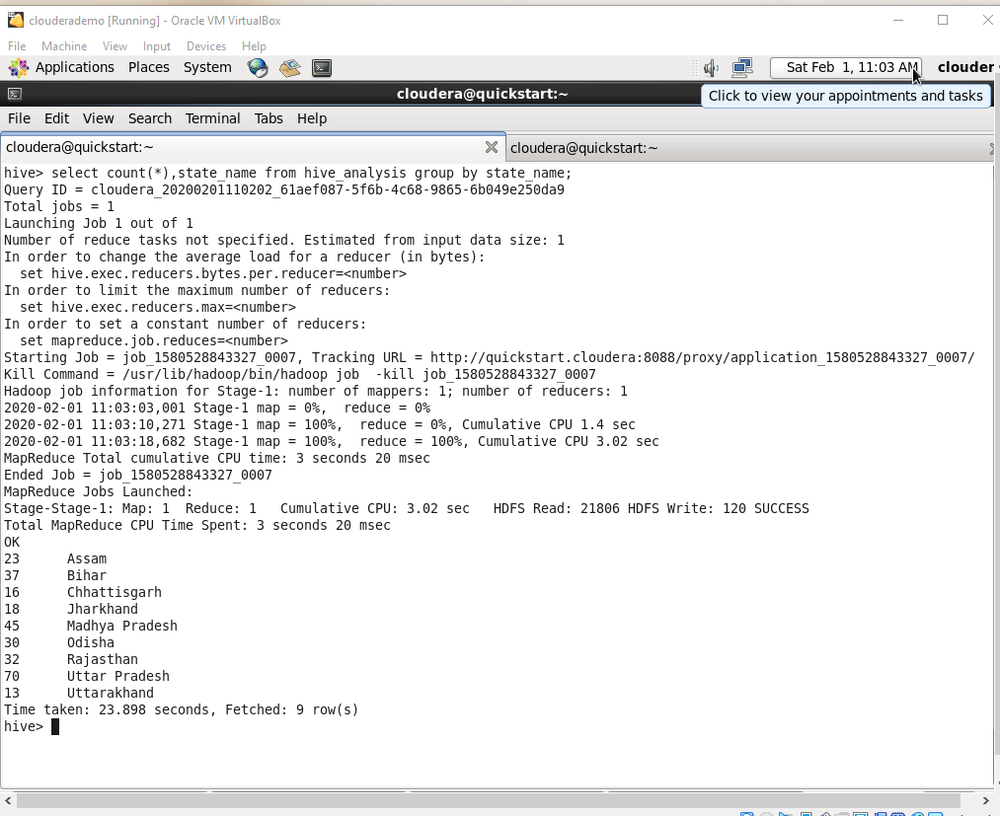 clouderademo [Running] - Oracle VM VirtualBox
File Machine View Input Devices Help
Applications Places System Sat Feb 1, 11:03 AM clouder
cloudera@quickstart:~
Click to view your appointments and tasks
File Edit View Search Terminal Tabs Help
cloudera@quickstart:~ cloudera@quickstart:~
hive> select count(*),state_name from hive_analysis group by state_name;
Query ID = cloudera_20200201110202_61aef087-5f6b-4c68-9865-6b049e250da9
Total jobs = 1
Launching Job 1 out of 1
Number of reduce tasks not specified. Estimated from input data size: 1
In order to change the average load for a reducer (in bytes):
  set hive.exec.reducers.bytes.per.reducer=<number>
In order to limit the maximum number of reducers:
  set hive.exec.reducers.max=<number>
In order to set a constant number of reducers:
  set mapreduce.job.reduces=<number>
Starting Job = job_1580528843327_0007, Tracking URL = http://quickstart.cloudera:8088/proxy/application_1580528843327_0007/
Kill Command = /usr/lib/hadoop/bin/hadoop job  -kill job_1580528843327_0007
Hadoop job information for Stage-1: number of mappers: 1; number of reducers: 1
2020-02-01 11:03:03,001 Stage-1 map = 0%,  reduce = 0%
2020-02-01 11:03:10,271 Stage-1 map = 100%,  reduce = 0%, Cumulative CPU 1.4 sec
2020-02-01 11:03:18,682 Stage-1 map = 100%,  reduce = 100%, Cumulative CPU 3.02 sec
MapReduce Total cumulative CPU time: 3 seconds 20 msec
Ended Job = job_1580528843327_0007
MapReduce Jobs Launched:
Stage-Stage-1: Map: 1  Reduce: 1   Cumulative CPU: 3.02 sec   HDFS Read: 21806 HDFS Write: 120 SUCCESS
Total MapReduce CPU Time Spent: 3 seconds 20 msec
OK
23      Assam
37      Bihar
16      Chhattisgarh
18      Jharkhand
45      Madhya Pradesh
30      Odisha
32      Rajasthan
70      Uttar Pradesh
13      Uttarakhand
Time taken: 23.898 seconds, Fetched: 9 row(s)
hive>